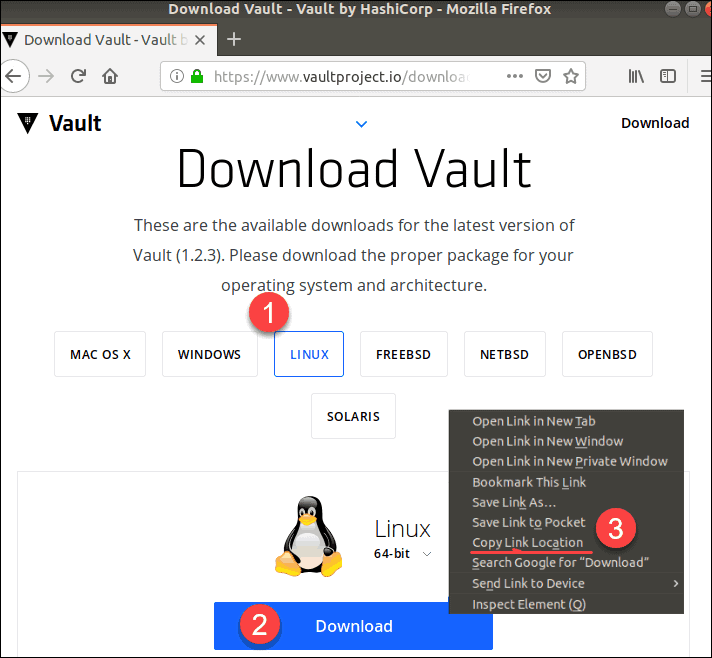 Download Vault - Vault by HashiCorp - Mozilla Firefox
Download Vault - Vault b
https://www.vaultproject.io/downloa
Vault
Download
Download Vault
These are the available downloads for the latest version of
Vault (1.2.3). Please download the proper package for your
operating system and architecture.
1
MAC OS X WINDOWS LINUX FREEBSD NETBSD OPENBSD
SOLARIS
Linux
64-bit
2 Download
Open Link in New Tab
Open Link in New Window
Open Link in New Private Window
Bookmark This Link
Save Link As...
Save Link to Pocket
Copy Link Location
3
Search Google for “Download”
Send Link to Device
Inspect Element (Q)